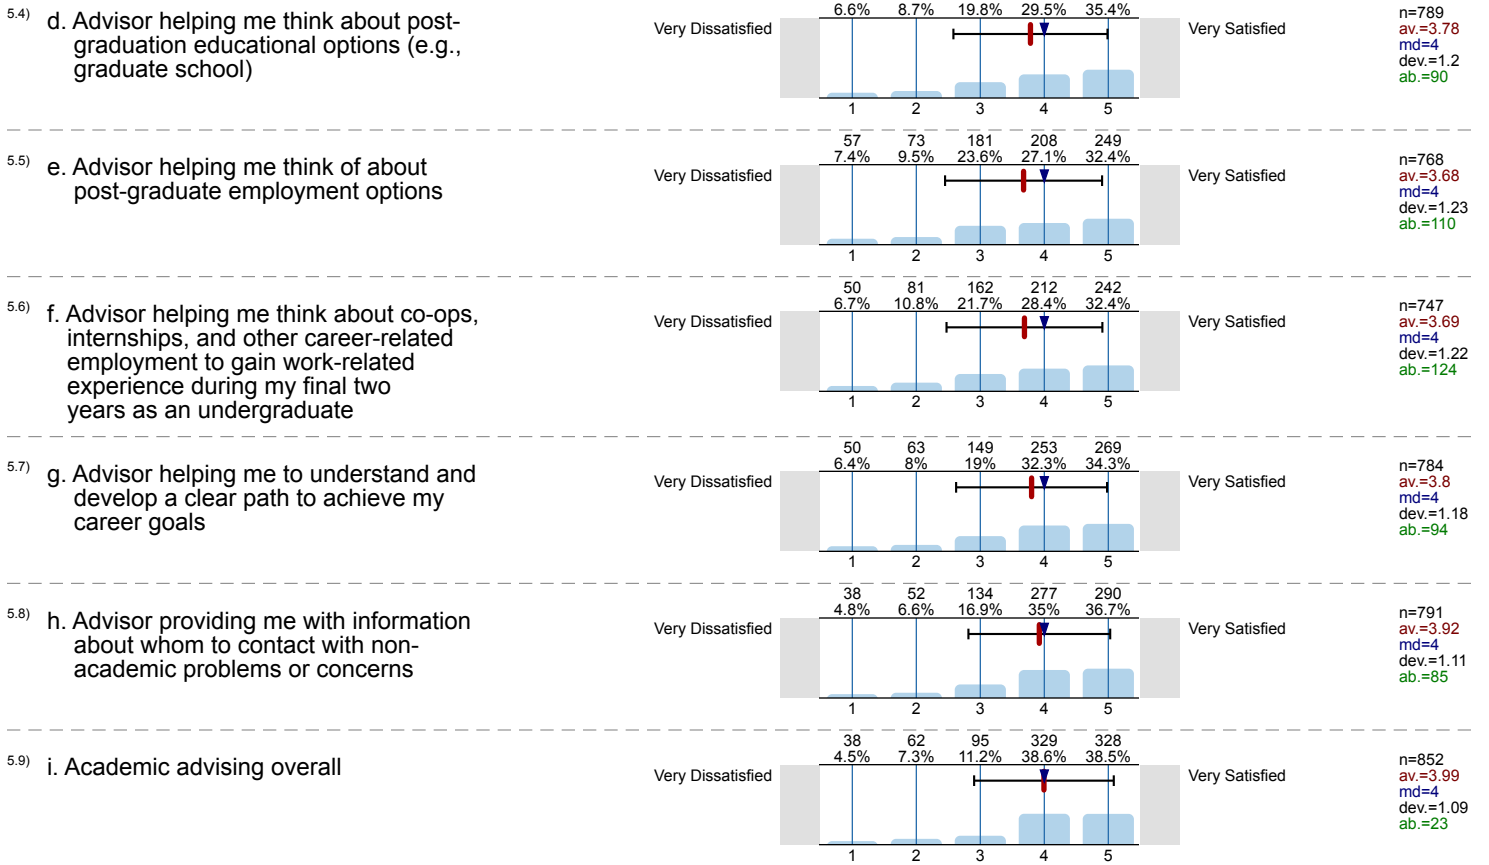 5.4) d. Advisor helping me think about post-
graduation educational options (e.g.,
graduate school)
6.6% 8.7% 19.8% 29.5% 35.4%
Very Dissatisfied Very Satisfied
1 2 3 4 5
n=789
av.=3.78
md=4
dev.=1.2
ab.=90
5.5) e. Advisor helping me think of about
post-graduate employment options
57 73 181 208 249
7.4% 9.5% 23.6% 27.1% 32.4%
Very Dissatisfied Very Satisfied
1 2 3 4 5
n=768
av.=3.68
md=4
dev.=1.23
ab.=110
5.6) f. Advisor helping me think about co-ops,
internships, and other career-related
employment to gain work-related
experience during my final two
years as an undergraduate
50 81 162 212 242
6.7% 10.8% 21.7% 28.4% 32.4%
Very Dissatisfied Very Satisfied
1 2 3 4 5
n=747
av.=3.69
md=4
dev.=1.22
ab.=124
5.7) g. Advisor helping me to understand and
develop a clear path to achieve my
career goals
50 63 149 253 269
6.4% 8% 19% 32.3% 34.3%
Very Dissatisfied Very Satisfied
1 2 3 4 5
n=784
av.=3.8
md=4
dev.=1.18
ab.=94
5.8) h. Advisor providing me with information
about whom to contact with non-
academic problems or concerns
38 52 134 277 290
4.8% 6.6% 16.9% 35% 36.7%
Very Dissatisfied Very Satisfied
1 2 3 4 5
n=791
av.=3.92
md=4
dev.=1.11
ab.=85
5.9) i. Academic advising overall
38 62 95 329 328
4.5% 7.3% 11.2% 38.6% 38.5%
Very Dissatisfied Very Satisfied
1 2 3 4 5
n=852
av.=3.99
md=4
dev.=1.09
ab.=23